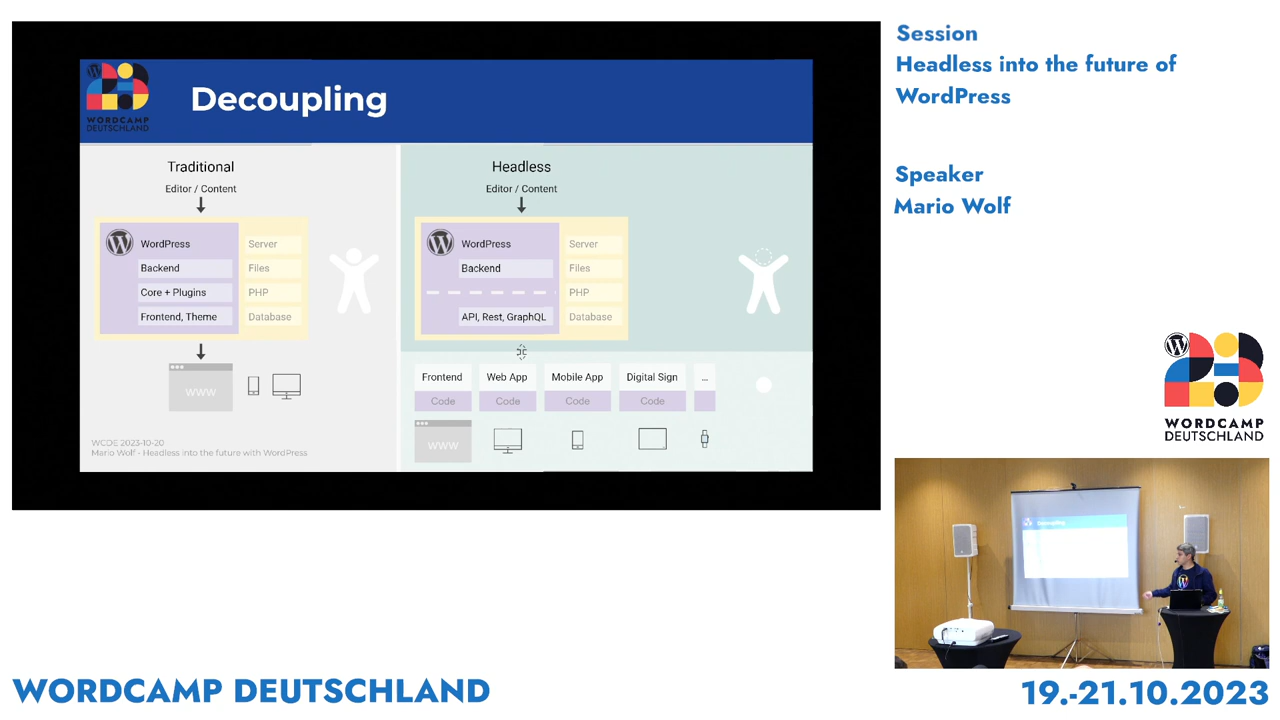 WORDCAMP
DEUTSCHLAND
Decoupling
Traditional
Editor / Content
WordPress
Backend
Core + Plugins
Frontend, Theme
Server
Files
PHP
Database
WWW
WCDE 2023-10-20
Mario Wolf - Headless into the future with WordPress
Headless
Editor / Content
WordPress
Backend
API, Rest, GraphQL
Server
Files
PHP
Database
Frontend
Code
Web App
Code
Mobile App
Code
Digital Sign
Code
...
WWW
Session
Headless into the future of
WordPress
Speaker
Mario Wolf
WORDCAMP
DEUTSCHLAND
Decoupling
WORDCAMP DEUTSCHLAND
19.-21.10.2023